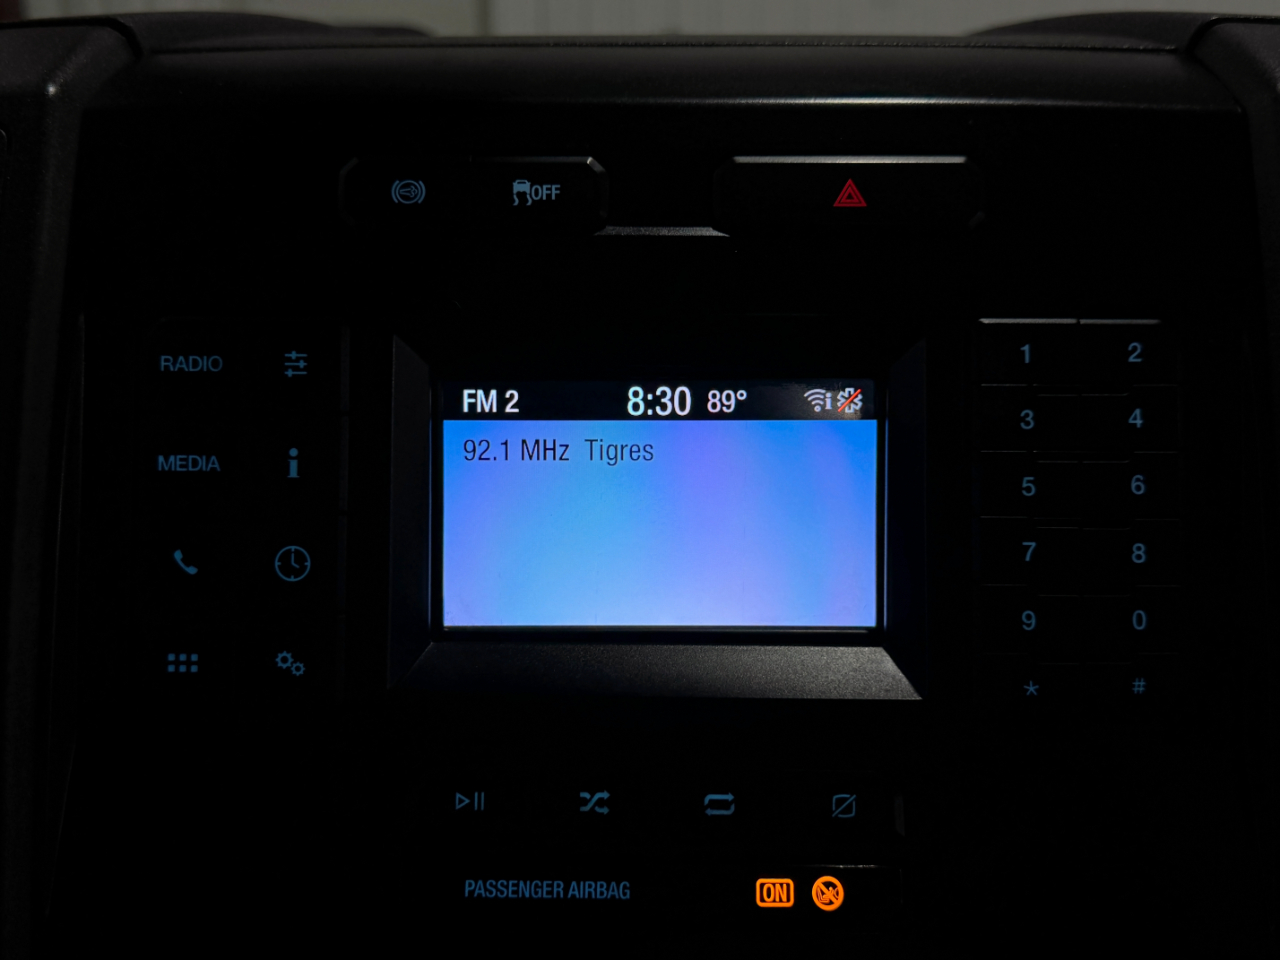 OFF
RADIO
MEDIA
FM 2 8:30 89°
92.1 MHz Tigres
1 2
3 4
5 6
7 8
9 0
* #
PASSENGER AIRBAG ON